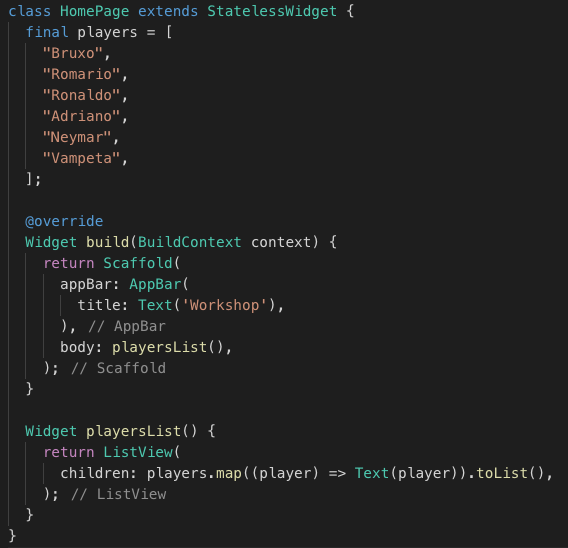 class HomePage extends StatelessWidget {
  final players = [
    "Bruxo",
    "Romario",
    "Ronaldo",
    "Adriano",
    "Neymar",
    "Vampeta",
  ];

  @override
  Widget build(BuildContext context) {
    return Scaffold(
      appBar: AppBar(
        title: Text('Workshop'),
      ), // AppBar
      body: playersList(),
    ); // Scaffold
  }

  Widget playersList() {
    return ListView(
      children: players.map((player) => Text(player)).toList(),
    ); // ListView
  }
}